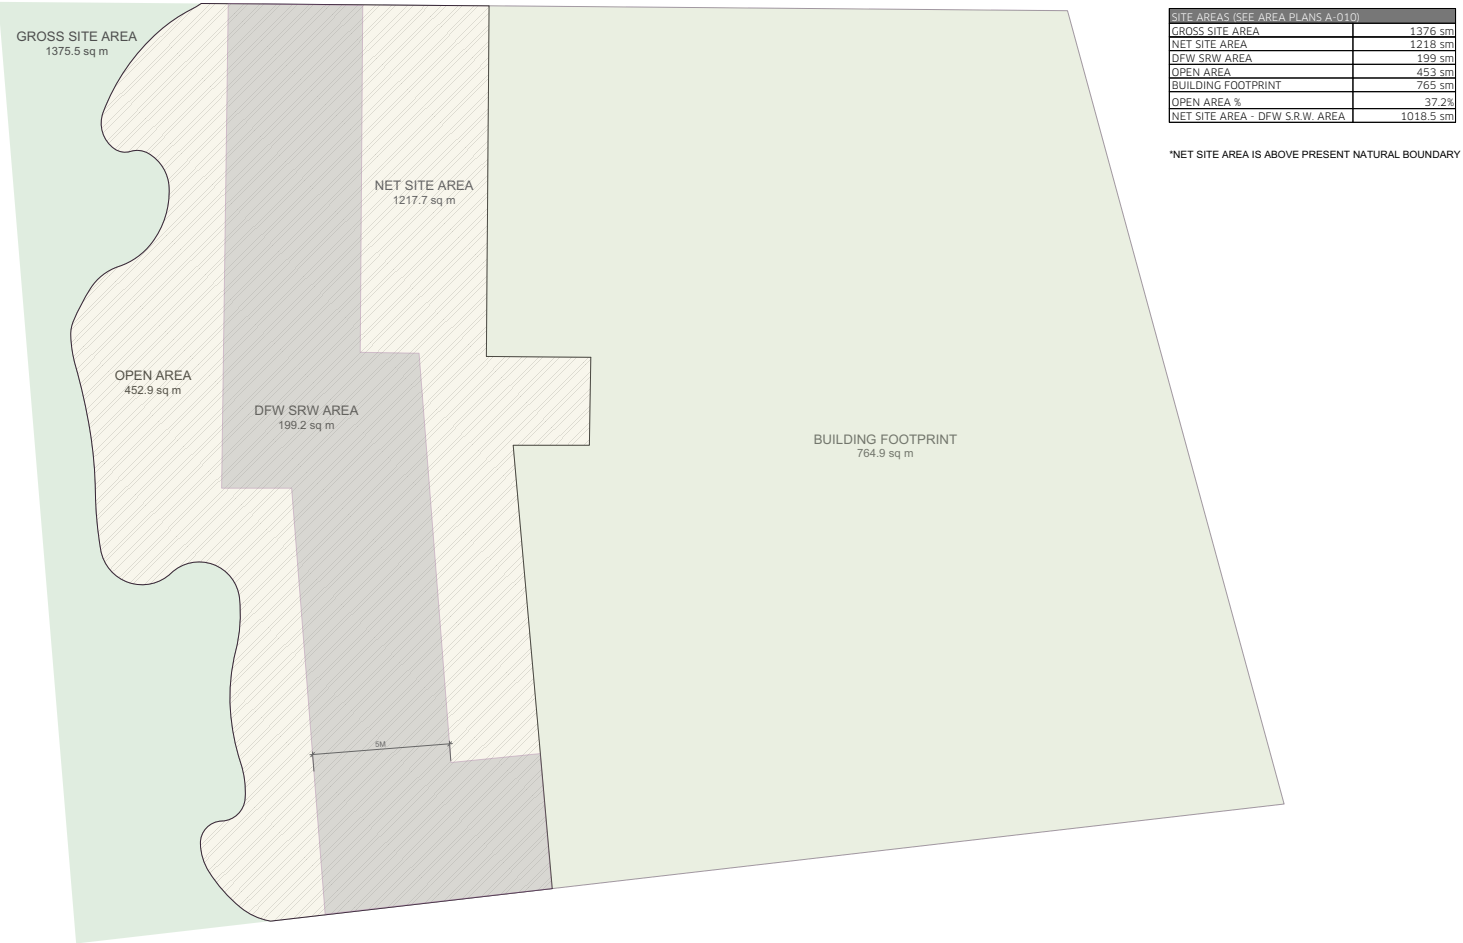 GROSS SITE AREA
1375.5 sq m
NET SITE AREA
1217.7 sq m
OPEN AREA
452.9 sq m
DFW SRW AREA
199.2 sq m
BUILDING FOOTPRINT
764.9 sq m
5M
SITE AREAS (SEE AREA PLANS A-010)
GROSS SITE AREA 1376 sm
NET SITE AREA 1218 sm
DFW SRW AREA 199 sm
OPEN AREA 453 sm
BUILDING FOOTPRINT 765 sm
OPEN AREA % 37.2%
NET SITE AREA - DFW S.R.W. AREA 1018.5 sm
*NET SITE AREA IS ABOVE PRESENT NATURAL BOUNDARY